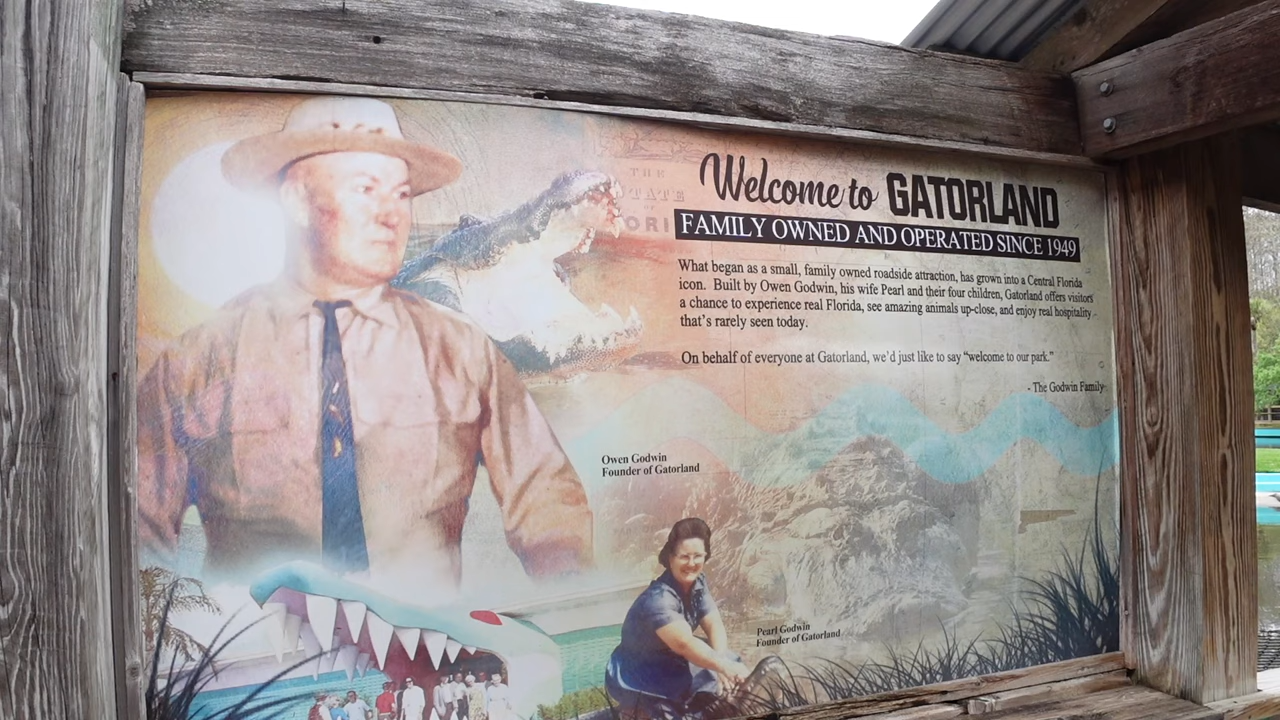 THE
STATE
OF
Welcome to GATORLAND
FAMILY OWNED AND OPERATED SINCE 1949
What began as a small, family owned roadside attraction, has grown into a Central Florida
icon. Built by Owen Godwin, his wife Pearl and their four children, Gatorland offers visitors
a chance to experience real Florida, see amazing animals up-close, and enjoy real hospitality
that's rarely seen today.
On behalf of everyone at Gatorland, we'd just like to say “welcome to our park.”
- The Godwin Family
Owen Godwin
Founder of Gatorland
Pearl Godwin
Founder of Gatorland